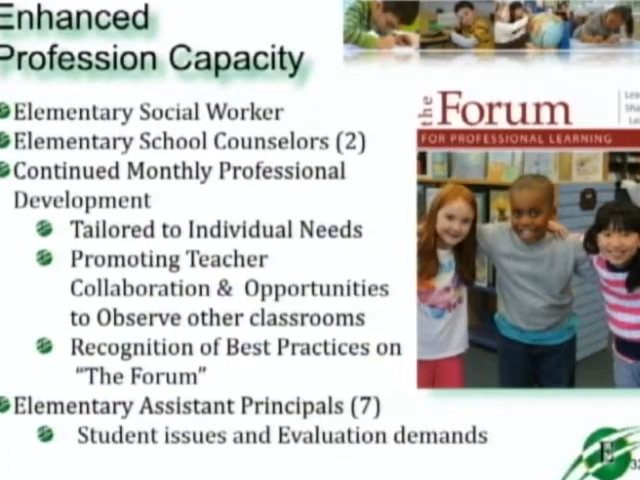 Enhanced
Profession Capacity
Elementary Social Worker
Elementary School Counselors (2)
Continued Monthly Professional
Development
Tailored to Individual Needs
Promoting Teacher
Collaboration & Opportunities
to Observe other classrooms
Recognition of Best Practices on
"The Forum"
Elementary Assistant Principals (7)
Student issues and Evaluation demands
the Forum
FOR PROFESSIONAL LEARNING
E
32